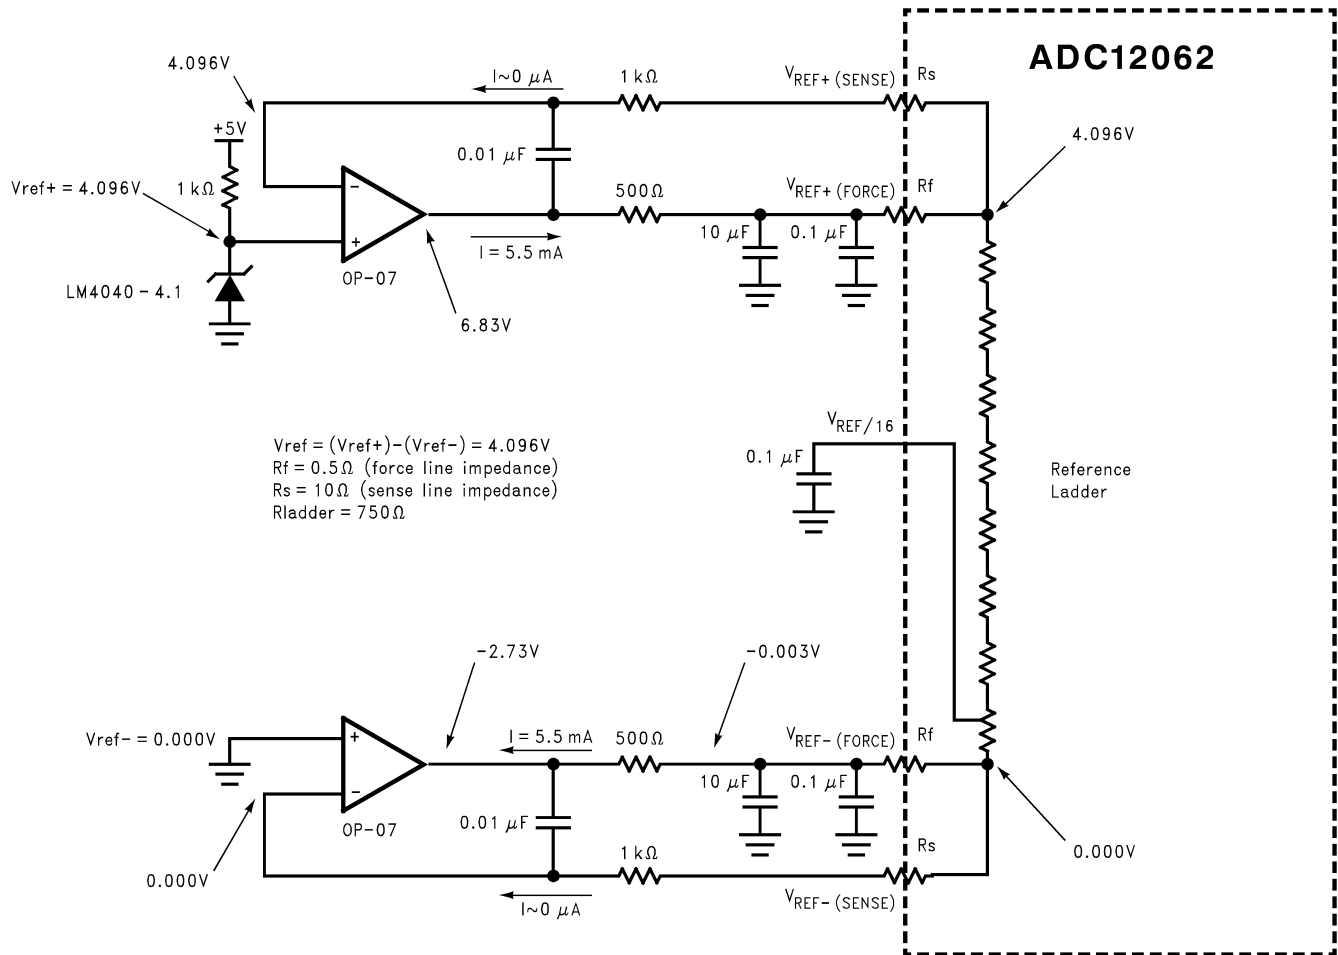 ADC12062
4.096V
I~0 μA
1 kΩ
VREF+ (SENSE)
Rs
+5V
4.096V
0.01 μF
Vref+ = 4.096V
1 kΩ
−
500Ω
VREF+ (FORCE)
Rf
10 μF
0.1 μF
+
I = 5.5 mA
OP-07
LM4040 - 4.1
6.83V
VREF/16
Vref = (Vref+)-(Vref-) = 4.096V
Rf = 0.5Ω (force line impedance)
Rs = 10Ω (sense line impedance)
Rladder = 750Ω
0.1 μF
Reference
Ladder
-2.73V
-0.003V
Vref- = 0.000V
+
I = 5.5 mA
500Ω
VREF- (FORCE)
Rf
10 μF
0.1 μF
−
OP-07
0.01 μF
0.000V
1 kΩ
Rs
0.000V
I~0 μA
VREF- (SENSE)